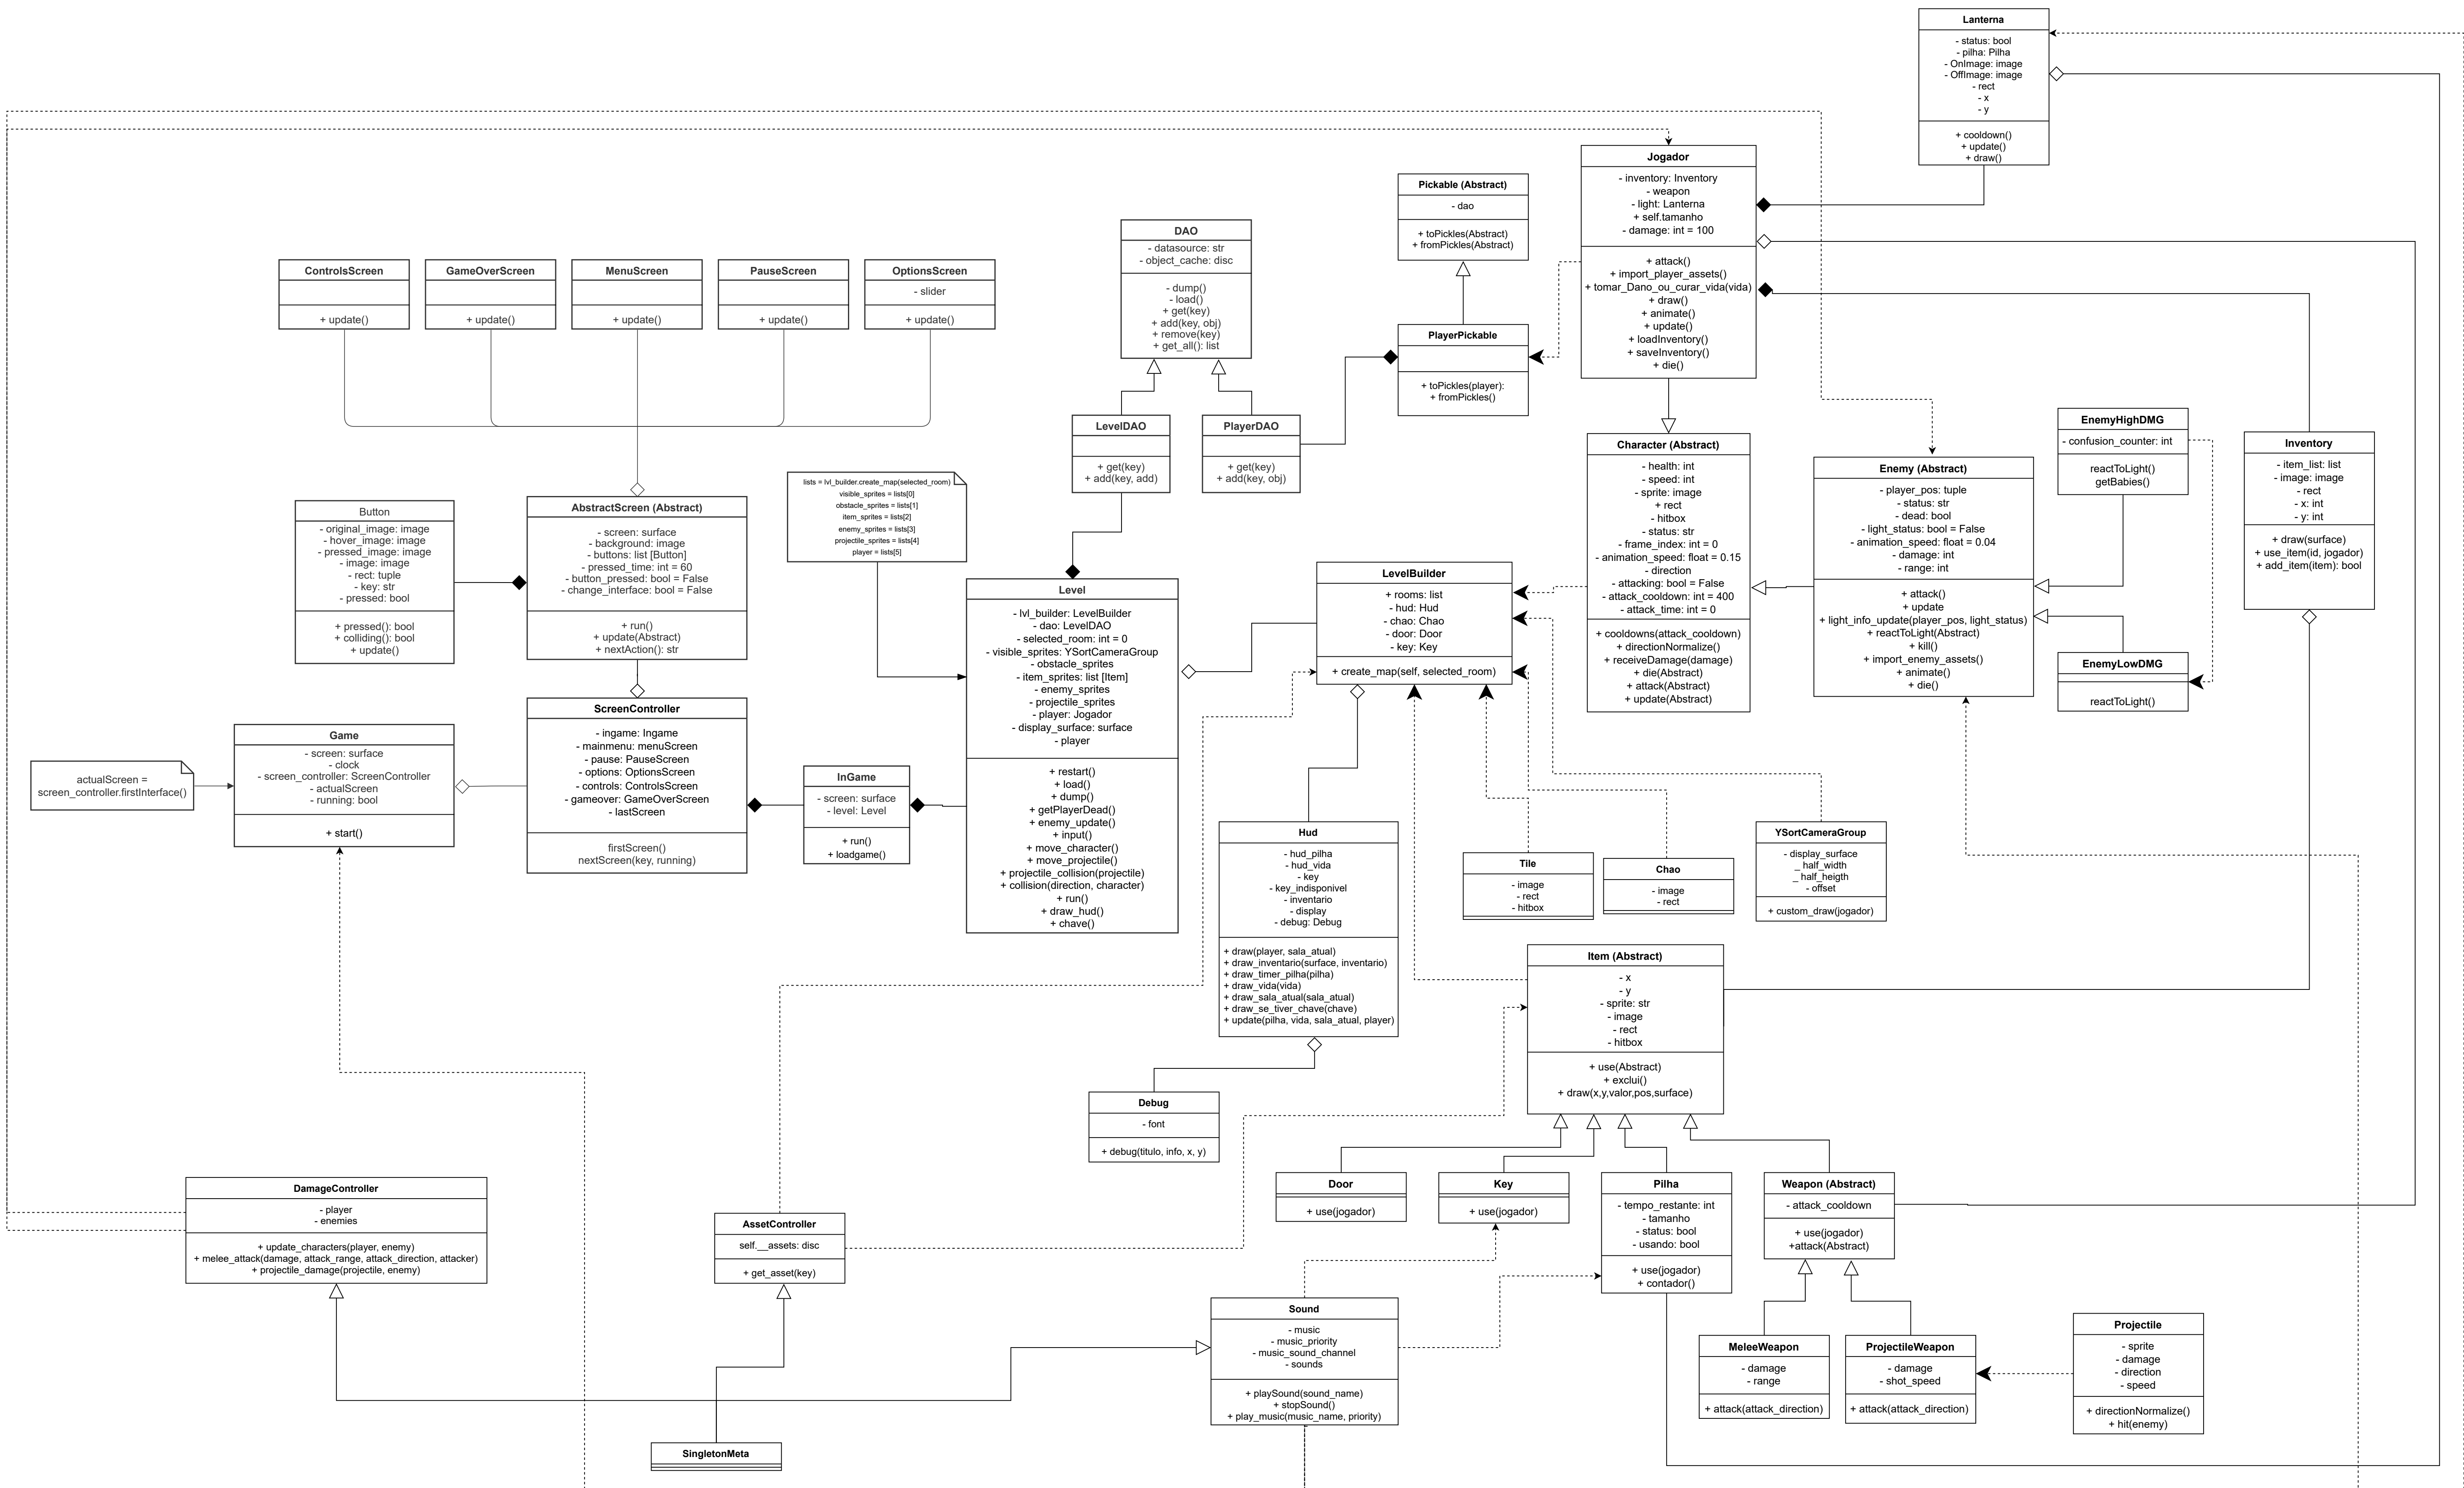 Lanterna
- status: bool
- pilha: Pilha
- OnImage: image
- OffImage: image
- rect
- x
- y
+ cooldown()
+ update()
+ draw()
Jogador
- inventory: Inventory
- weapon
- light: Lanterna
+ self.tamanho
- damage: int = 100
+ attack()
+ import_player_assets()
+ tomar_Dano_ou_curar_vida(vida)
+ draw()
+ animate()
+ update()
+ loadInventory()
+ saveInventory()
+ die()
Pickable (Abstract)
- dao
+ toPickles(Abstract)
+ fromPickles(Abstract)
DAO
- datasource: str
- object_cache: disc
- dump()
- load()
+ get(key)
+ add(key, obj)
+ remove(key)
+ get_all(): list
ControlsScreen
+ update()
GameOverScreen
+ update()
MenuScreen
+ update()
PauseScreen
+ update()
OptionsScreen
- slider
+ update()
PlayerPickable
+ toPickles(player):
+ fromPickles()
LevelDAO
+ get(key)
+ add(key, add)
PlayerDAO
+ get(key)
+ add(key, obj)
Character (Abstract)
- health: int
- speed: int
- sprite: image
+ rect
- hitbox
- status: str
- frame_index: int = 0
- animation_speed: float = 0.15
- direction
- attacking: bool = False
- attack_cooldown: int = 400
- attack_time: int = 0
+ cooldowns(attack_cooldown)
+ directionNormalize()
+ receiveDamage(damage)
+ die(Abstract)
+ attack(Abstract)
+ update(Abstract)
Enemy (Abstract)
- player_pos: tuple
- status: str
- dead: bool
- light_status: bool = False
- animation_speed: float = 0.04
- damage: int
- range: int
+ attack()
+ update
+ light_info_update(player_pos, light_status)
+ reactToLight(Abstract)
+ kill()
+ import_enemy_assets()
+ animate()
+ die()
EnemyHighDMG
- confusion_counter: int
reactToLight()
getBabies()
EnemyLowDMG
reactToLight()
Inventory
- item_list: list
- image: image
- rect
- x: int
- y: int
+ draw(surface)
+ use_item(id, jogador)
+ add_item(item): bool
lists = lvl_builder.create_map(selected_room)
visible_sprites = lists[0]
obstacle_sprites = lists[1]
item_sprites = lists[2]
enemy_sprites = lists[3]
projectile_sprites = lists[4]
player = lists[5]
Button
- original_image: image
- hover_image: image
- pressed_image: image
- image: image
- rect: tuple
- key: str
- pressed: bool
+ pressed(): bool
+ colliding(): bool
+ update()
AbstractScreen (Abstract)
- screen: surface
- background: image
- buttons: list [Button]
- pressed_time: int = 60
- button_pressed: bool = False
- change_interface: bool = False
+ run()
+ update(Abstract)
+ nextAction(): str
LevelBuilder
+ rooms: list
- hud: Hud
- chao: Chao
- door: Door
- key: Key
+ create_map(self, selected_room)
Level
- lvl_builder: LevelBuilder
- dao: LevelDAO
- selected_room: int = 0
- visible_sprites: YSortCameraGroup
- obstacle_sprites
- item_sprites: list [Item]
- enemy_sprites
- projectile_sprites
- player: Jogador
- display_surface: surface
- player
+ restart()
+ load()
+ dump()
+ getPlayerDead()
+ enemy_update()
+ input()
+ move_character()
+ move_projectile()
+ projectile_collision(projectile)
+ collision(direction, character)
+ run()
+ draw_hud()
+ chave()
ScreenController
- ingame: Ingame
- mainmenu: menuScreen
- pause: PauseScreen
- options: OptionsScreen
- controls: ControlsScreen
- gameover: GameOverScreen
- lastScreen
firstScreen()
nextScreen(key, running)
Game
- screen: surface
- clock
- screen_controller: ScreenController
- actualScreen
- running: bool
+ start()
actualScreen =
screen_controller.firstInterface()
InGame
- screen: surface
- level: Level
+ run()
+ loadgame()
Hud
- hud_pilha
- hud_vida
- key
- key_indisponivel
- inventario
- display
- debug: Debug
+ draw(player, sala_atual)
+ draw_inventario(surface, inventario)
+ draw_timer_pilha(pilha)
+ draw_vida(vida)
+ draw_sala_atual(sala_atual)
+ draw_se_tiver_chave(chave)
+ update(pilha, vida, sala_atual, player)
Tile
- image
- rect
- hitbox
Chao
- image
- rect
YSortCameraGroup
- display_surface
_ half_width
_ half_heigth
- offset
+ custom_draw(jogador)
Item (Abstract)
- x
- y
- sprite: str
- image
- rect
- hitbox
+ use(Abstract)
+ exclui()
+ draw(x,y,valor,pos,surface)
Debug
- font
+ debug(titulo, info, x, y)
Door
+ use(jogador)
Key
+ use(jogador)
Pilha
- tempo_restante: int
- tamanho
- status: bool
- usando: bool
+ use(jogador)
+ contador()
Weapon (Abstract)
- attack_cooldown
+ use(jogador)
+attack(Abstract)
DamageController
- player
- enemies
+ update_characters(player, enemy)
+ melee_attack(damage, attack_range, attack_direction, attacker)
+ projectile_damage(projectile, enemy)
AssetController
self.__assets: disc
+ get_asset(key)
Sound
- music
- music_priority
- music_sound_channel
- sounds
+ playSound(sound_name)
+ stopSound()
+ play_music(music_name, priority)
MeleeWeapon
- damage
- range
+ attack(attack_direction)
ProjectileWeapon
- damage
- shot_speed
+ attack(attack_direction)
Projectile
- sprite
- damage
- direction
- speed
+ directionNormalize()
+ hit(enemy)
SingletonMeta